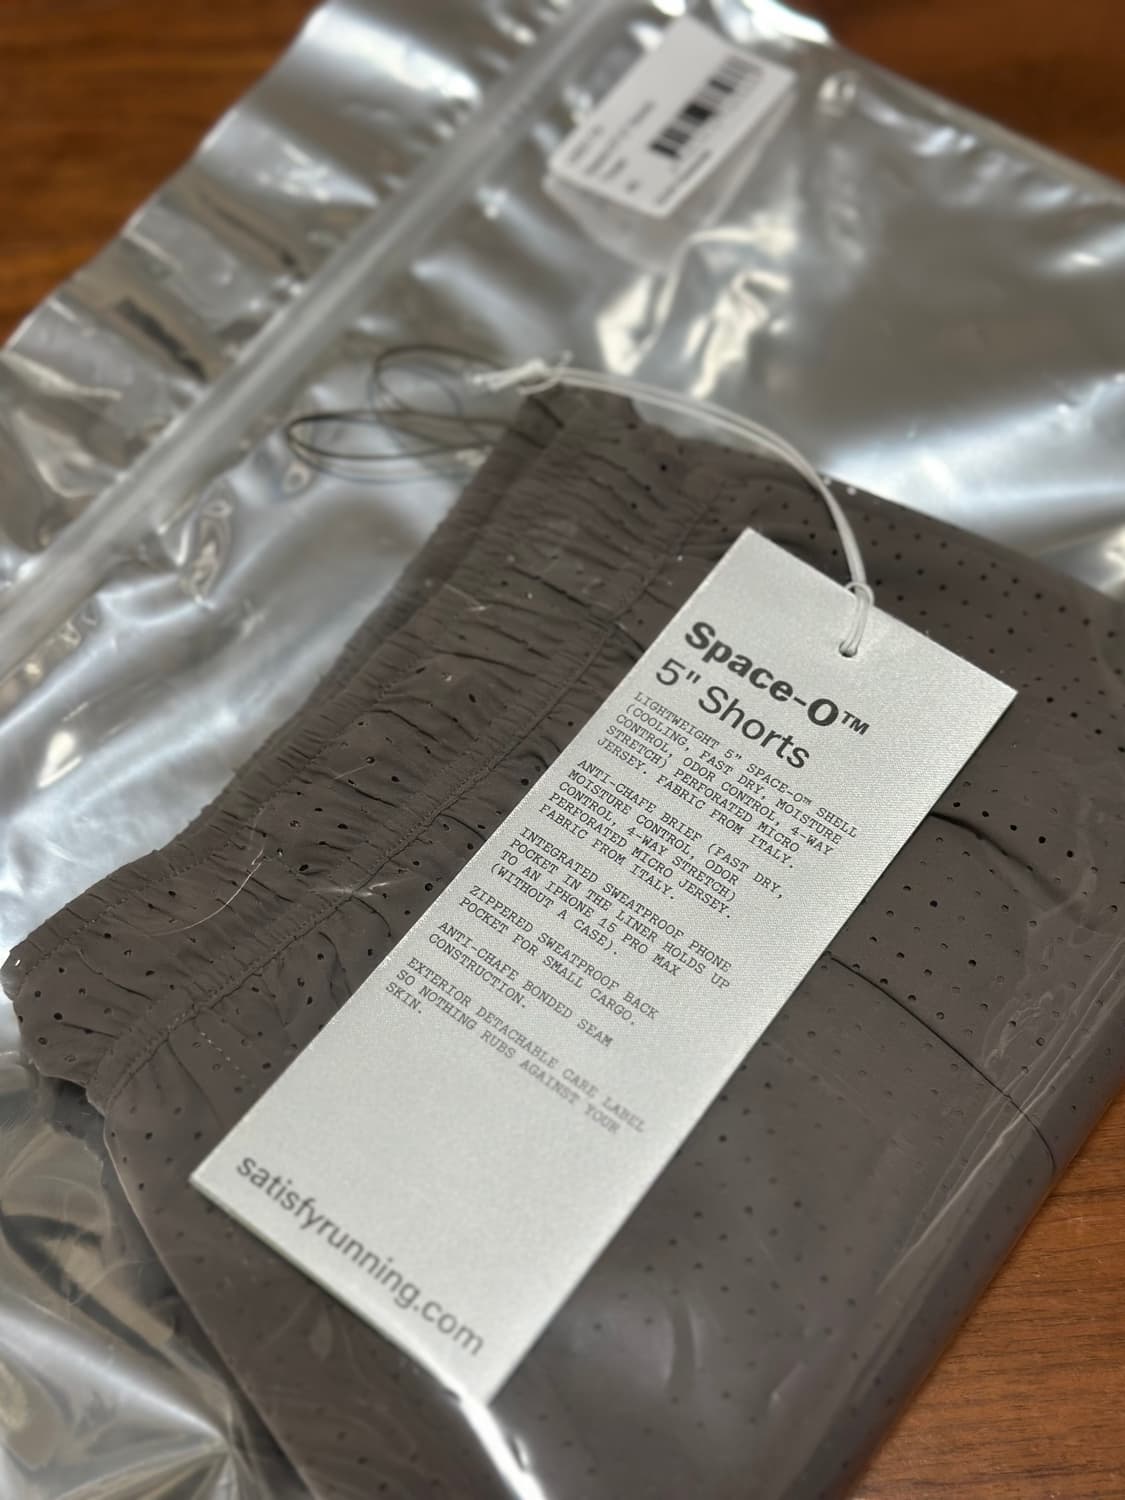 Space-O™
5" Shorts
LIGHTWEIGHT 5" SPACE-O™ SHELL
(COOLING, FAST DRY, MOISTURE
CONTROL, ODOR CONTROL, 4-WAY
STRETCH) PERFORATED MICRO
JERSEY. FABRIC FROM ITALY.
ANTI-CHAFE BRIEF (FAST DRY,
MOISTURE CONTROL, ODOR
CONTROL, 4-WAY STRETCH)
PERFORATED MICRO JERSEY.
FABRIC FROM ITALY.
INTEGRATED SWEATPROOF PHONE
POCKET IN THE LINER HOLDS UP
TO AN IPHONE 15 PRO MAX
(WITHOUT A CASE).
ZIPPERED SWEATPROOF BACK
POCKET FOR SMALL CARGO.
ANTI-CHAFE BONDED SEAM
CONSTRUCTION.
EXTERIOR DETACHABLE CARE LABEL
SO NOTHING RUBS AGAINST YOUR
SKIN.
satisfyrunning.com